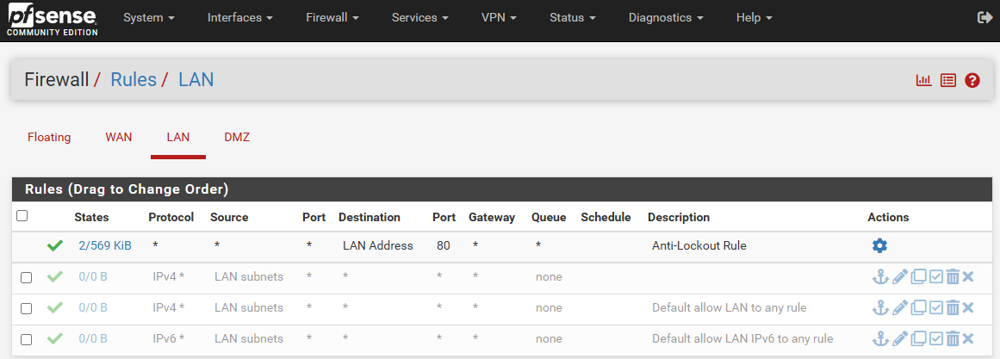 pfsense
COMMUNITY EDITION
System Interfaces Firewall Services VPN Status Diagnostics Help
Firewall / Rules / LAN
Floating WAN LAN DMZ
Rules (Drag to Change Order)
States Protocol Source Port Destination Port Gateway Queue Schedule Description Actions
2/569 KiB * * * LAN Address 80 * * Anti-Lockout Rule
0/0 B IPv4 * LAN subnets * * * * none
0/0 B IPv4 * LAN subnets * * * * none Default allow LAN to any rule
0/0 B IPv6 * LAN subnets * * * * none Default allow LAN IPv6 to any rule